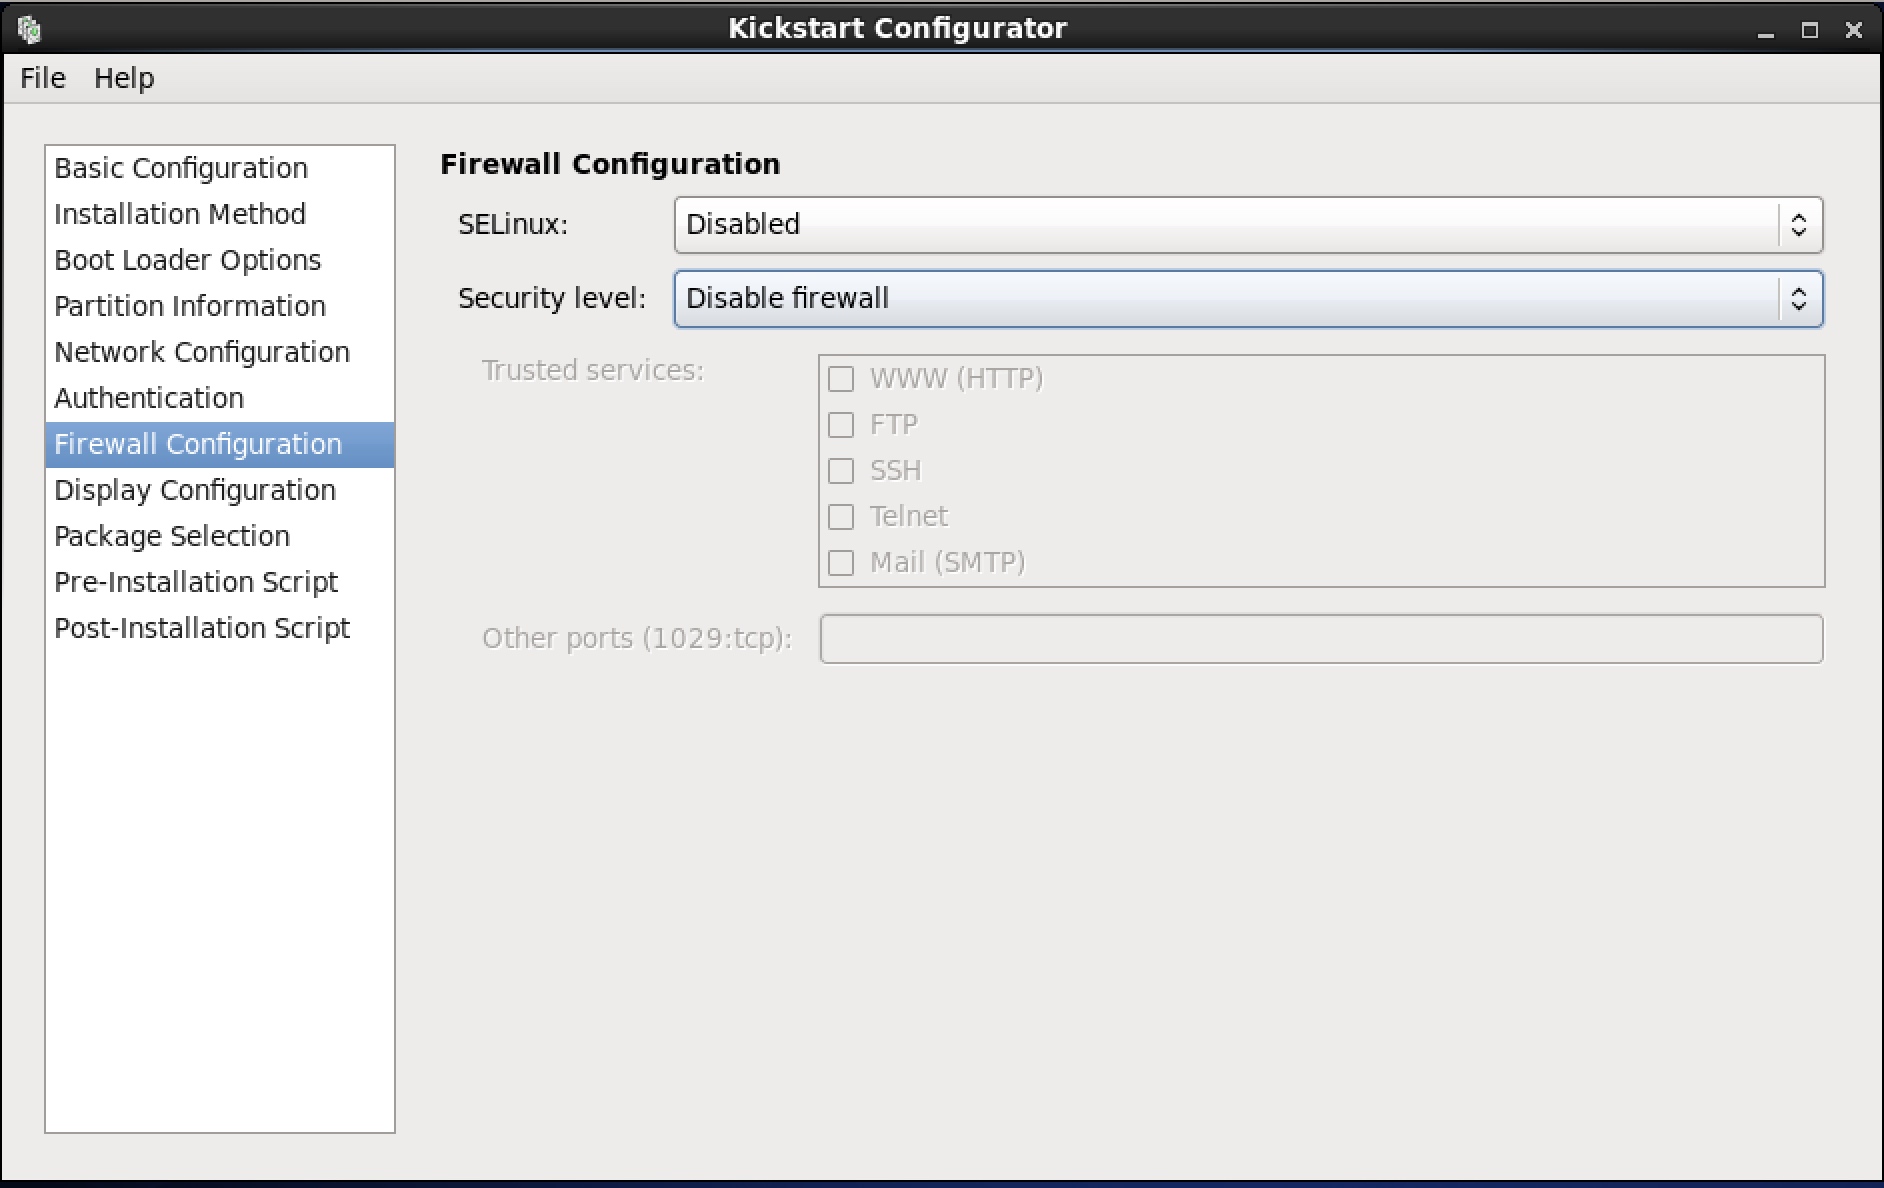 Kickstart Configurator
File Help
Basic Configuration
Installation Method
Boot Loader Options
Partition Information
Network Configuration
Authentication
Firewall Configuration
Display Configuration
Package Selection
Pre-Installation Script
Post-Installation Script
Firewall Configuration
SELinux: Disabled
Security level: Disable firewall
Trusted services:
WWW (HTTP)
FTP
SSH
Telnet
Mail (SMTP)
Other ports (1029:tcp):